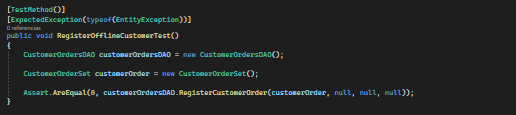 [TestMethod()]
[ExpectedException(typeof(EntityException))]
0 referencias
public void RegisterOfflineCustomerTest()
{
CustomerOrdersDAO customerOrdersDAO = new CustomerOrdersDAO();
CustomerOrderSet customerOrder = new CustomerOrderSet();
Assert.AreEqual(0, customerOrdersDAO.RegisterCustomerOrder(customerOrder, null, null, null));
}